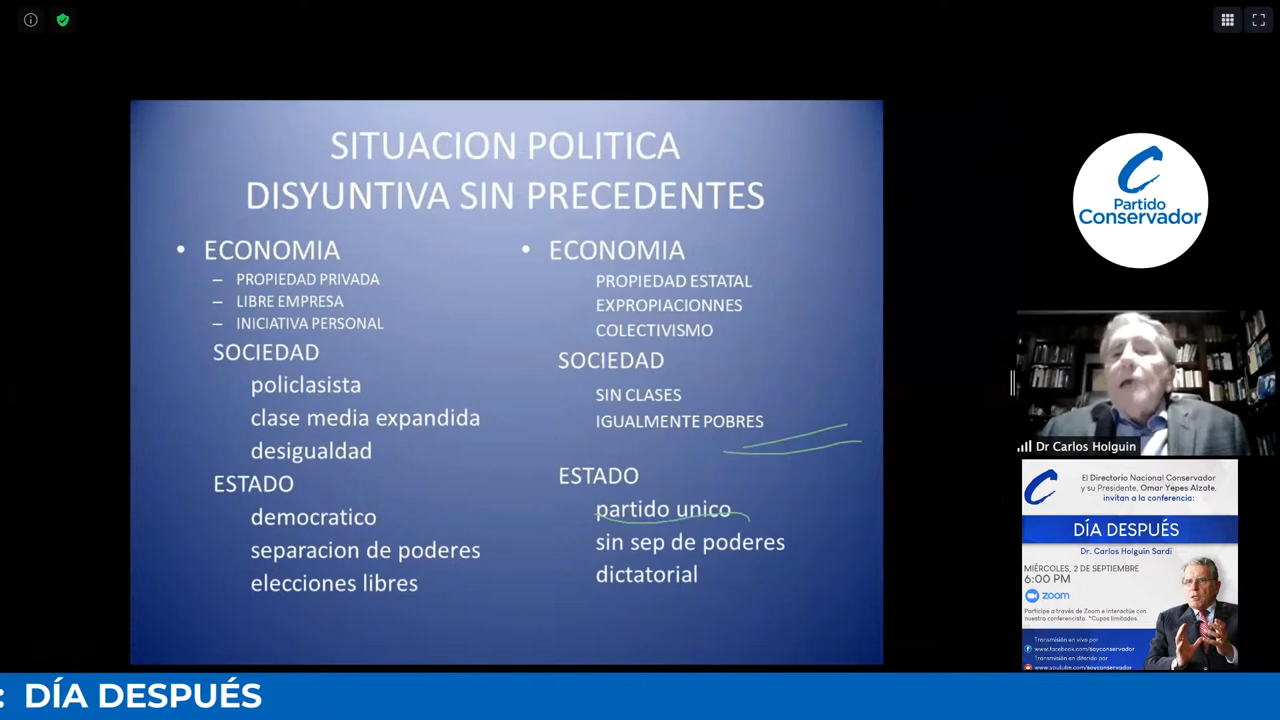 SITUACION POLITICA
DISYUNTIVA SIN PRECEDENTES
• ECONOMIA
– PROPIEDAD PRIVADA
– LIBRE EMPRESA
– INICIATIVA PERSONAL
SOCIEDAD
policlasista
clase media expandida
desigualdad
ESTADO
democratico
separacion de poderes
elecciones libres
• ECONOMIA
PROPIEDAD ESTATAL
EXPROPIACIONNES
COLECTIVISMO
SOCIEDAD
SIN CLASES
IGUALMENTE POBRES
ESTADO
partido unico
sin sep de poderes
dictatorial
Partido
Conservador
Dr Carlos Holguin
El Directorio Nacional Conservador
y su Presidente, Omar Yepes Alzate,
invitan a la conferencia:
DÍA DESPUÉS
Dr. Carlos Holguín Sardi
MIÉRCOLES, 2 DE SEPTIEMBRE
6:00 PM
zoom
Participe a través de Zoom e interactúe con
nuestro conferencista. *Cupos limitados.
Transmisión en vivo por
www.facebook.com/soyconservador
Transmisión en diferido por
www.youtube.com/soyconservador
: DÍA DESPUÉS